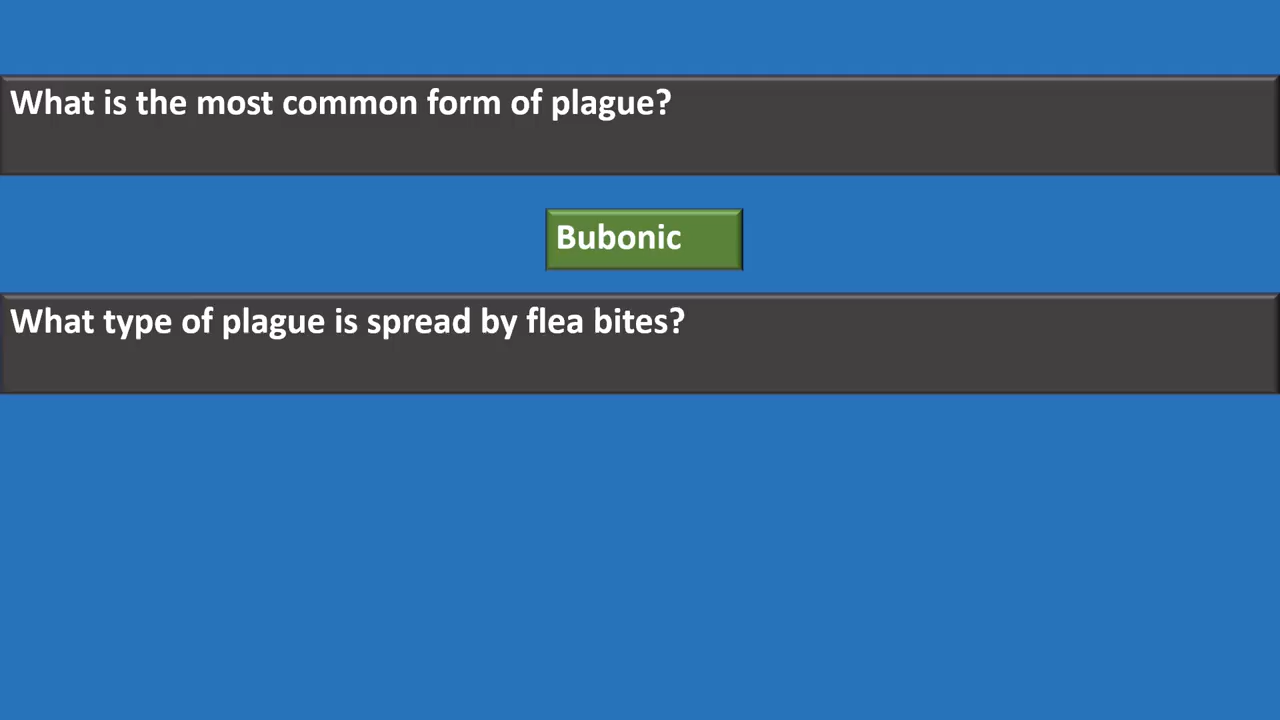 What is the most common form of plague?
Bubonic
What type of plague is spread by flea bites?